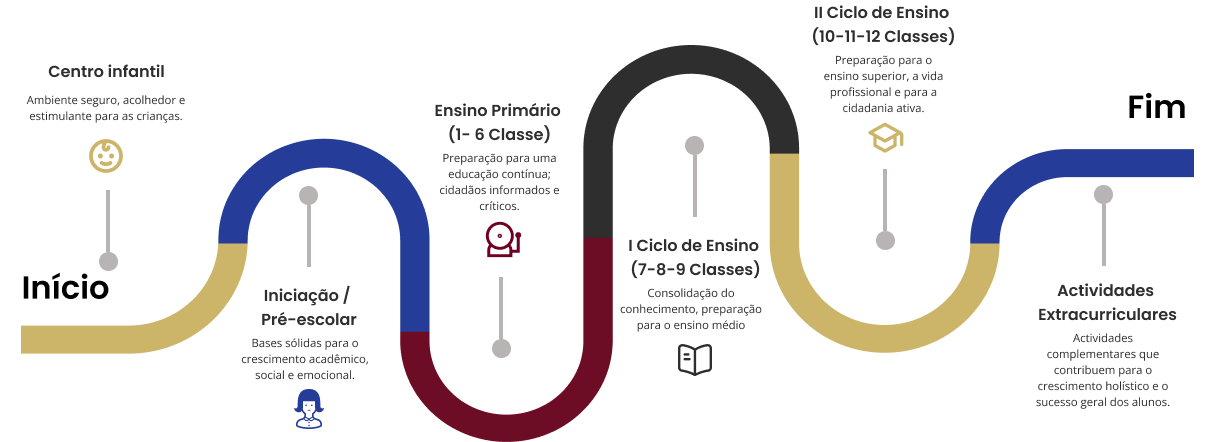 Centro infantil
Ambiente seguro, acolhedor e
estimulante para as crianças.
Início
Iniciação /
Pré-escolar
Bases sólidas para o
crescimento acadêmico,
social e emocional.
Ensino Primário
(1- 6 Classe)
Preparação para uma
educação contínua;
cidadãos informados e
críticos.
I Ciclo de Ensino
(7-8-9 Classes)
Consolidação do
conhecimento, preparação
para o ensino médio
II Ciclo de Ensino
(10-11-12 Classes)
Preparação para o
ensino superior, a vida
profissional e para a
cidadania ativa.
Fim
Actividades
Extracurriculares
Actividades
complementares que
contribuem para o
crescimento holístico e o
sucesso geral dos alunos.